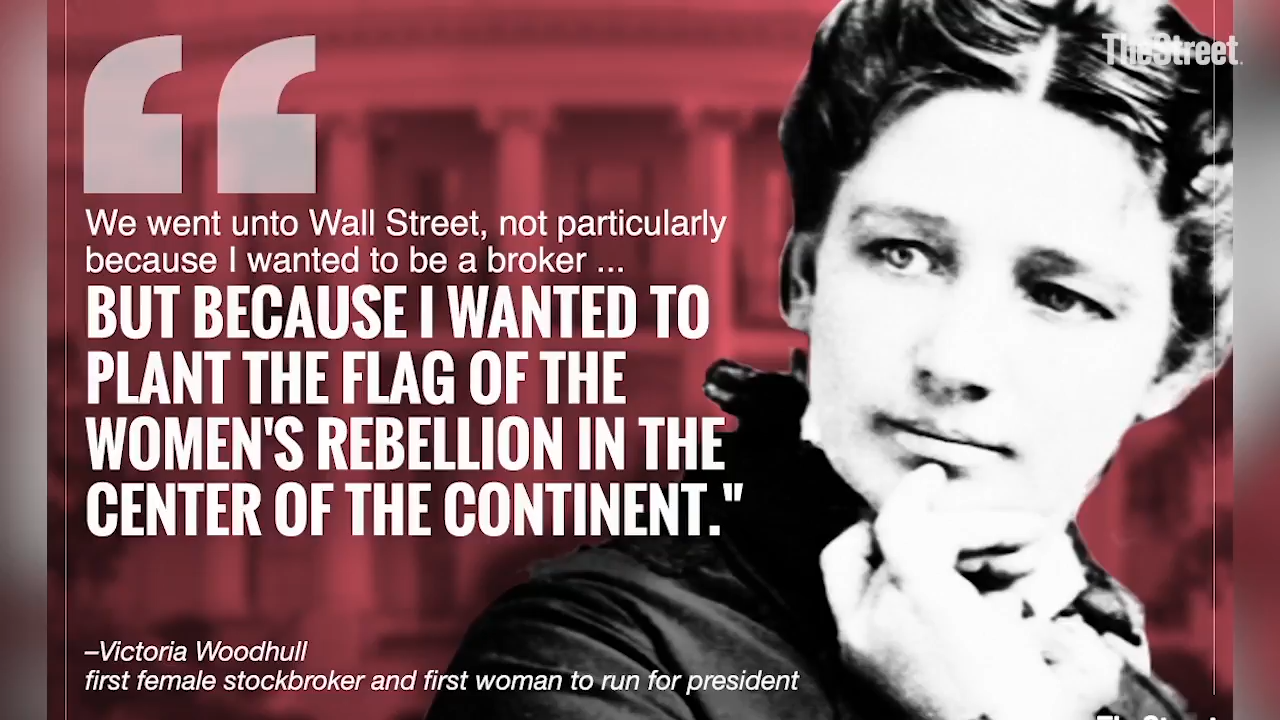 TheStreet
We went unto Wall Street, not particularly
because I wanted to be a broker ...
BUT BECAUSE I WANTED TO
PLANT THE FLAG OF THE
WOMEN'S REBELLION IN THE
CENTER OF THE CONTINENT."
–Victoria Woodhull
first female stockbroker and first woman to run for president